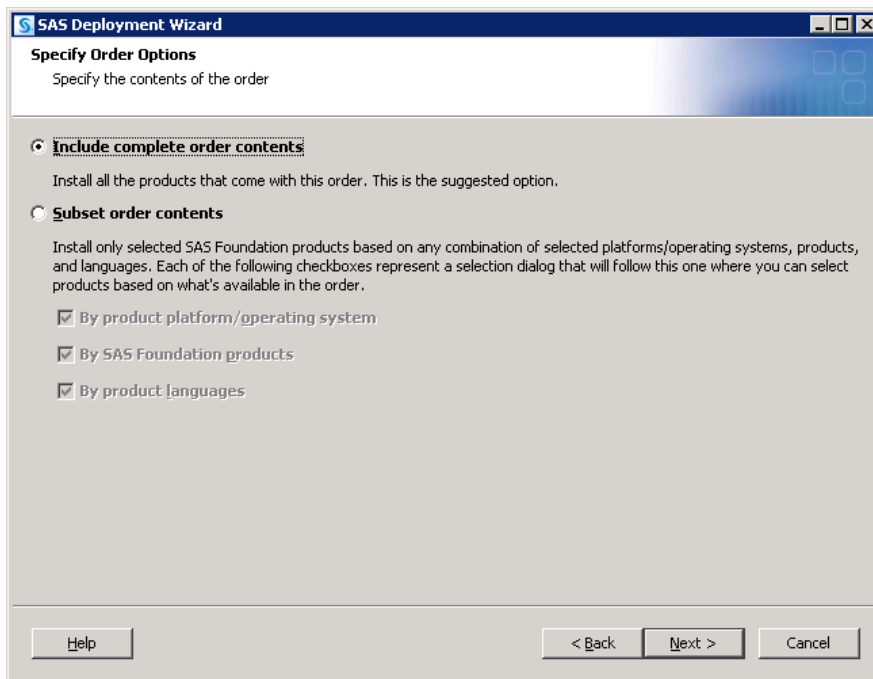 SAS Deployment Wizard
Specify Order Options
Specify the contents of the order
Include complete order contents
Install all the products that come with this order. This is the suggested option.
Subset order contents
Install only selected SAS Foundation products based on any combination of selected platforms/operating systems, products,
and languages. Each of the following checkboxes represent a selection dialog that will follow this one where you can select
products based on what's available in the order.
By product platform/operating system
By SAS Foundation products
By product languages
Help
< Back
Next >
Cancel